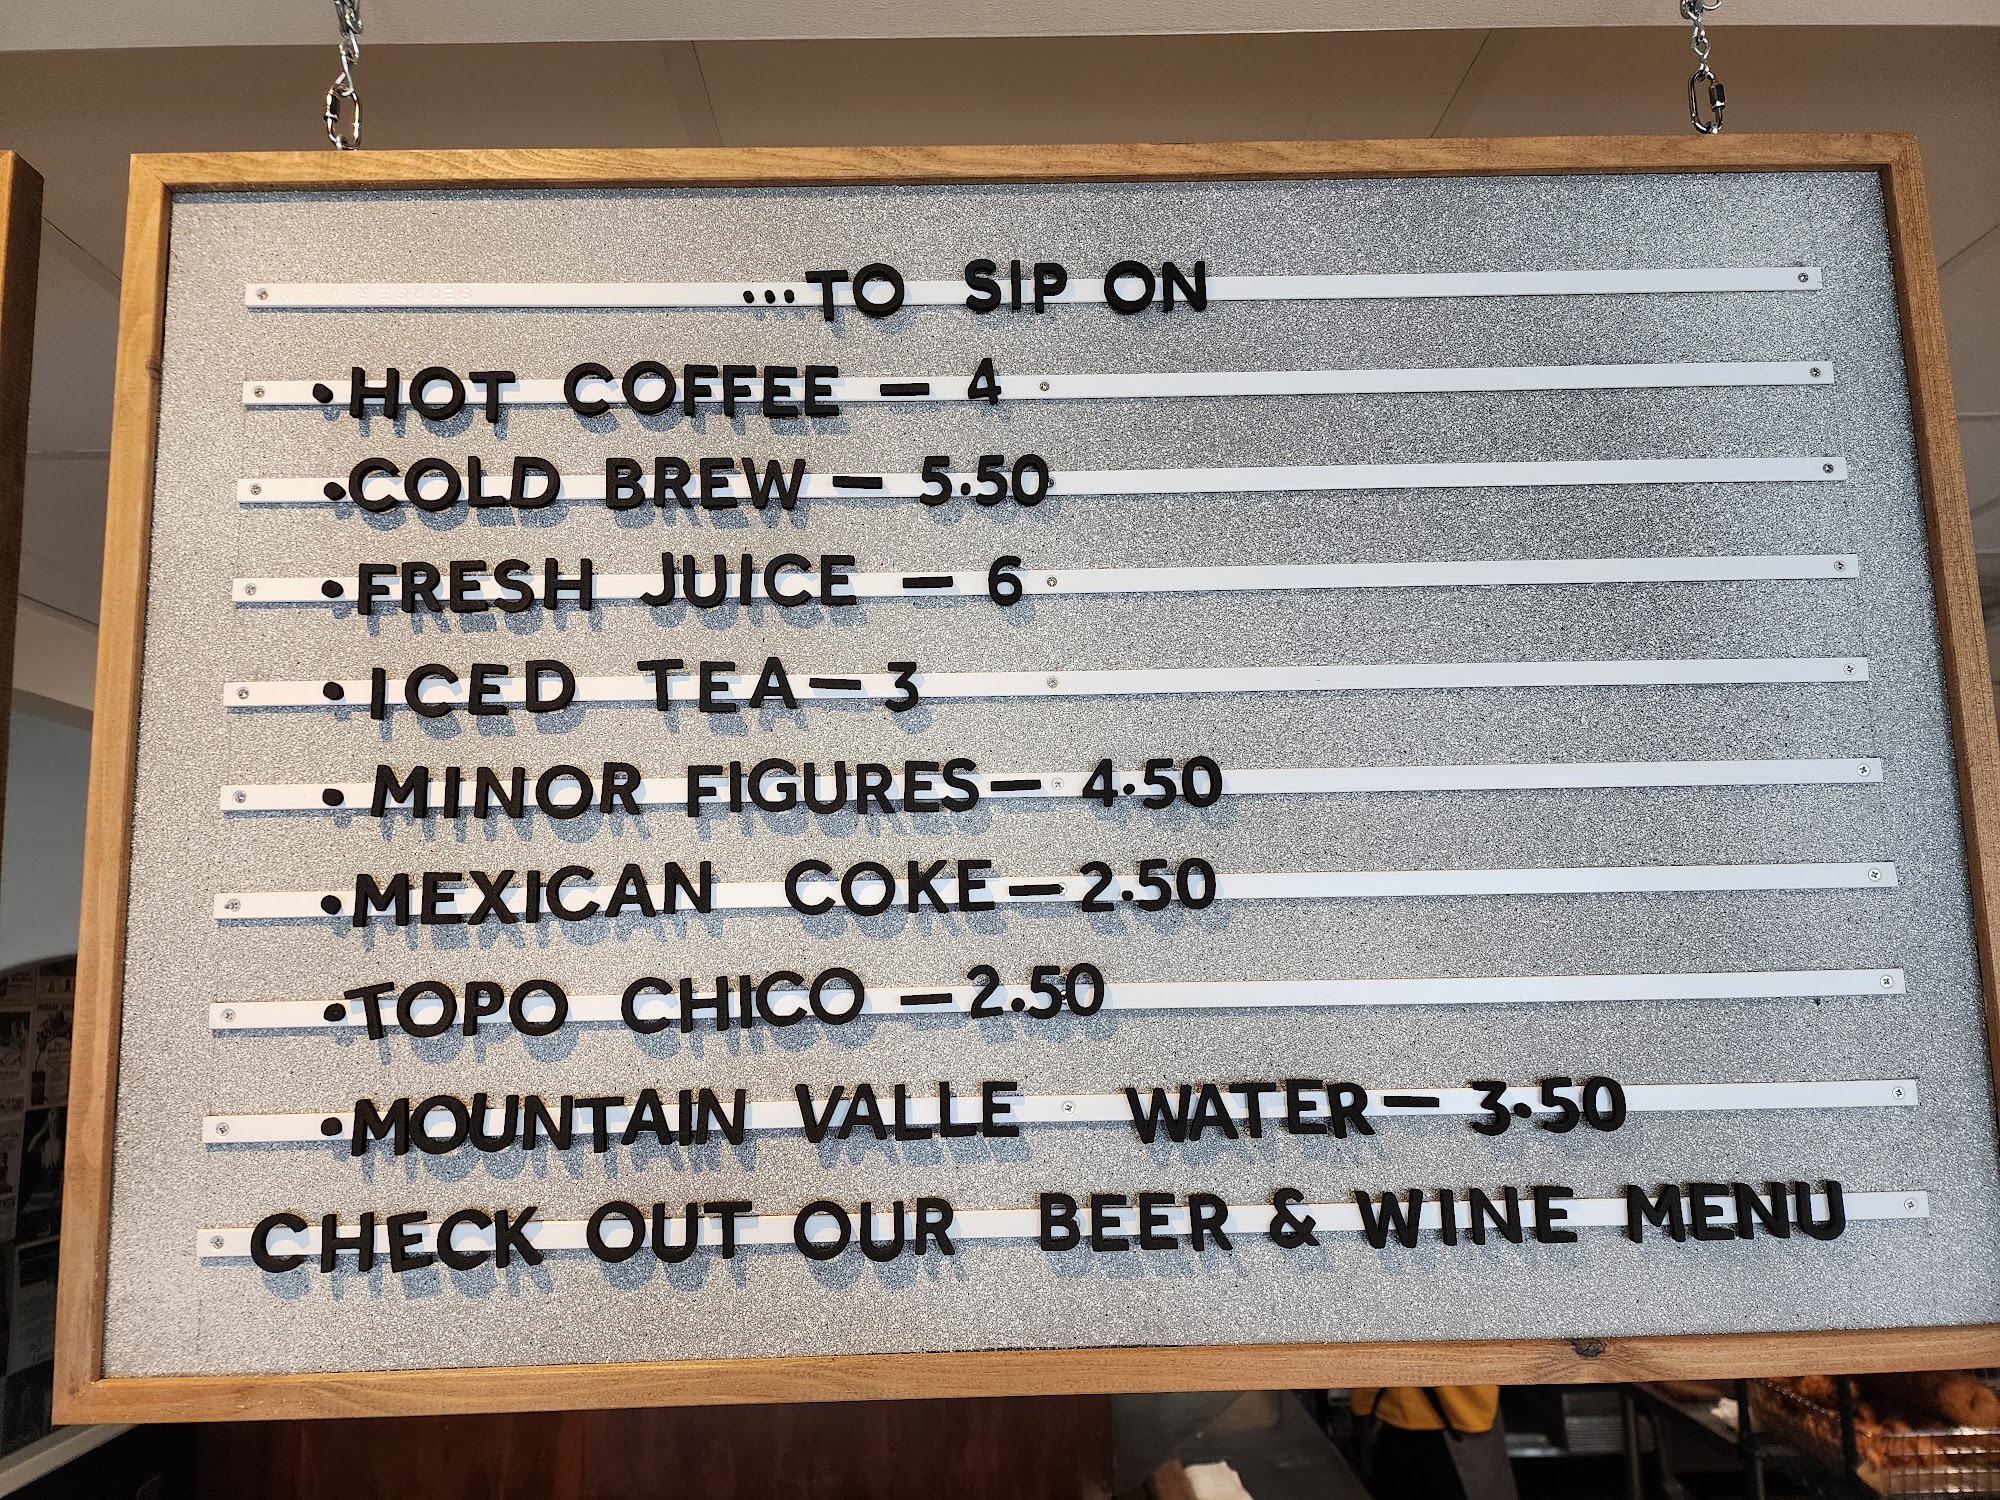 ...TO SIP ON
•HOT COFFEE — 4
•COLD BREW — 5.50
•FRESH JUICE — 6
•ICED TEA — 3
•MINOR FIGURES — 4.50
•MEXICAN COKE — 2.50
•TOPO CHICO — 2.50
•MOUNTAIN VALLE WATER — 3.50
CHECK OUT OUR BEER & WINE MENU